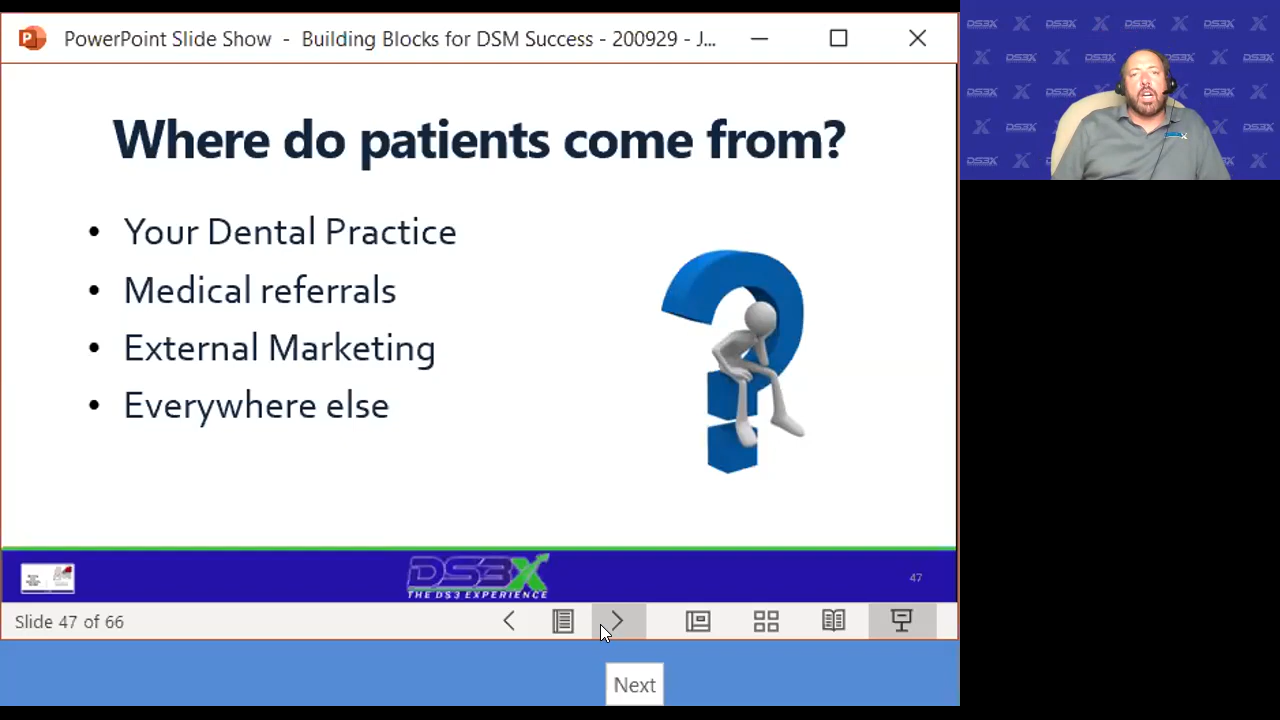 PowerPoint Slide Show - Building Blocks for DSM Success - 200929 - J...
Where do patients come from?
• Your Dental Practice
• Medical referrals
• External Marketing
• Everywhere else
DS3X
THE DS3 EXPERIENCE
47
Slide 47 of 66
Next